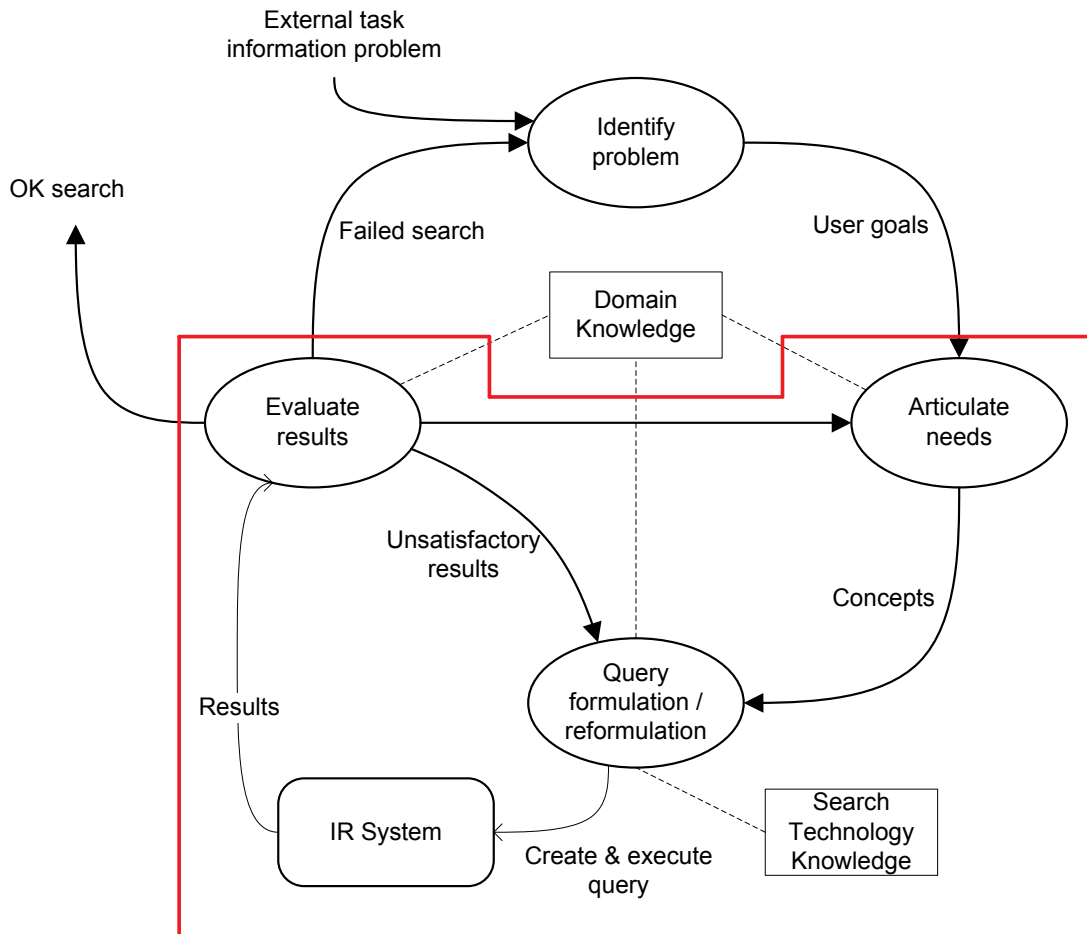 External task
information problem
Identify
problem
OK search
Failed search
User goals
Domain
Knowledge
Evaluate
results
Articulate
needs
Unsatisfactory
results
Concepts
Query
formulation /
reformulation
Results
IR System
Search
Technology
Knowledge
Create & execute
query